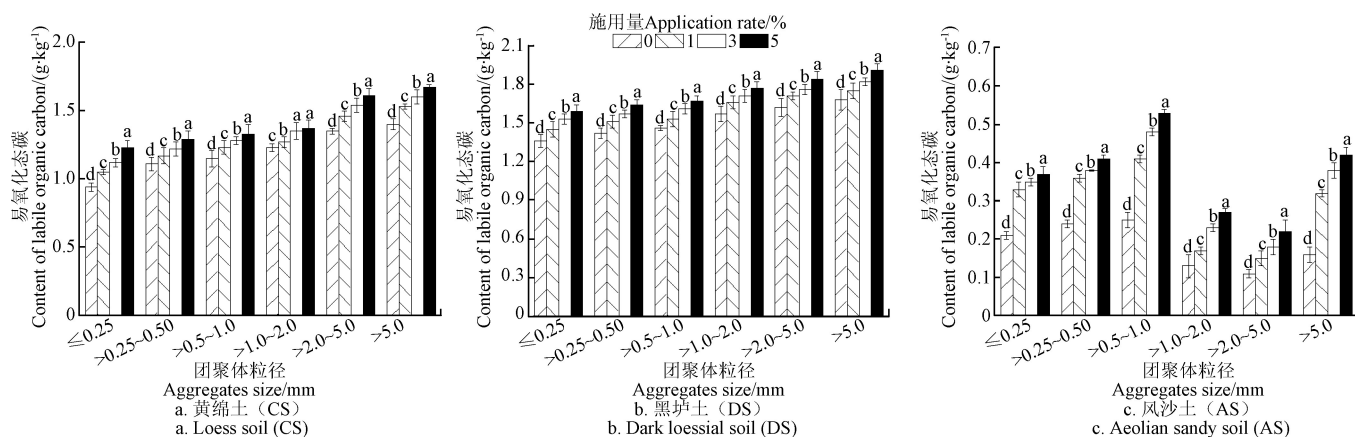 施用量Application rate/%
0 1 3 5
易氧化态碳
Content of labile organic carbon/(g·kg-1)
2.0
1.5
1.0
0.5
0
d c b a
d c b a
d c b a
d c b a
d c b a
d c b a
≤0.25
>0.25~0.50
>0.5~1.0
>1.0~2.0
>2.0~5.0
>5.0
团聚体粒径
Aggregates size/mm
a. 黄绵土（CS）
a. Loess soil (CS)
易氧化态碳
Content of labile organic carbon/(g·kg-1)
2.1
1.8
1.5
1.2
0.9
0.6
0.3
0
d c b a
d c b a
d c b a
d c b a
d c b a
d c b a
≤0.25
>0.25~0.50
>0.5~1.0
>1.0~2.0
>2.0~5.0
>5.0
团聚体粒径
Aggregates size/mm
b. 黑垆土（DS）
b. Dark loessial soil (DS)
易氧化态碳
Content of labile organic carbon/(g·kg-1)
0.7
0.6
0.5
0.4
0.3
0.2
0.1
0
d c b a
d c b a
d c b a
d c b a
d c b a
d c b a
≤0.25
>0.25~0.50
>0.5~1.0
>1.0~2.0
>2.0~5.0
>5.0
团聚体粒径
Aggregates size/mm
c. 风沙土（AS）
c. Aeolian sandy soil (AS)